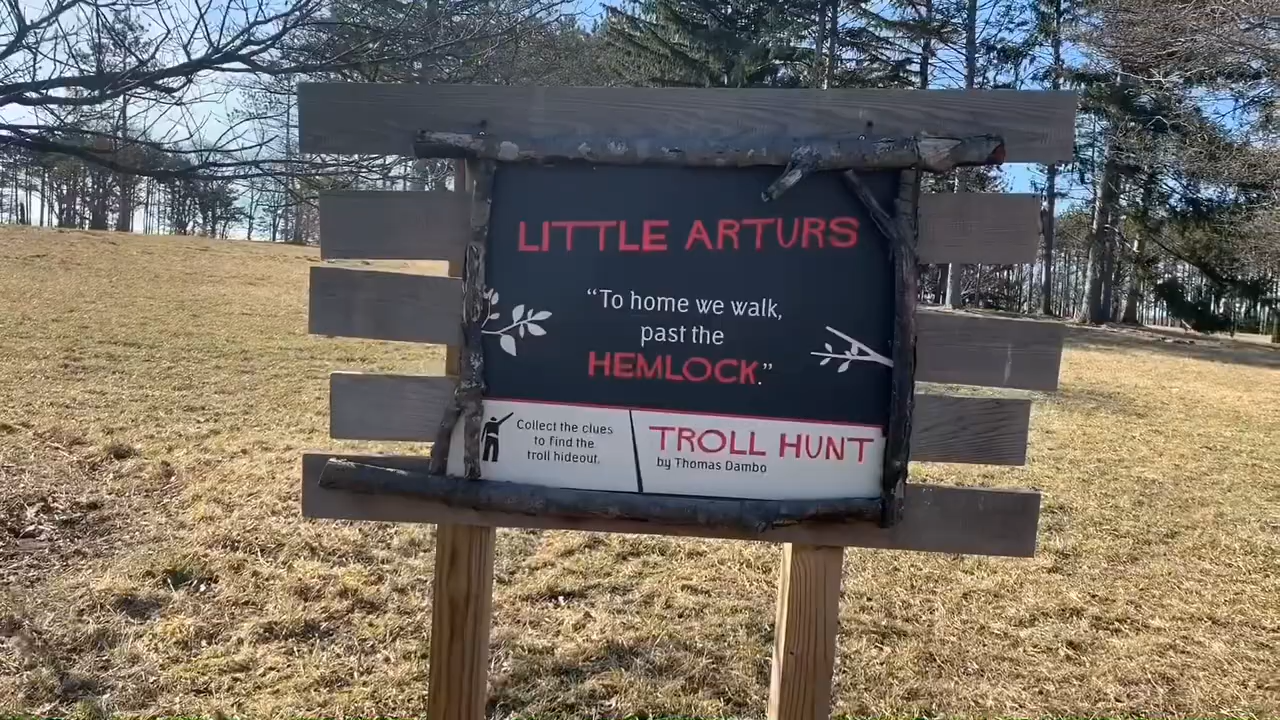 LITTLE ARTURS
“To home we walk,
past the
HEMLOCK.”
Collect the clues
to find the
troll hideout.
TROLL HUNT
by Thomas Dambo